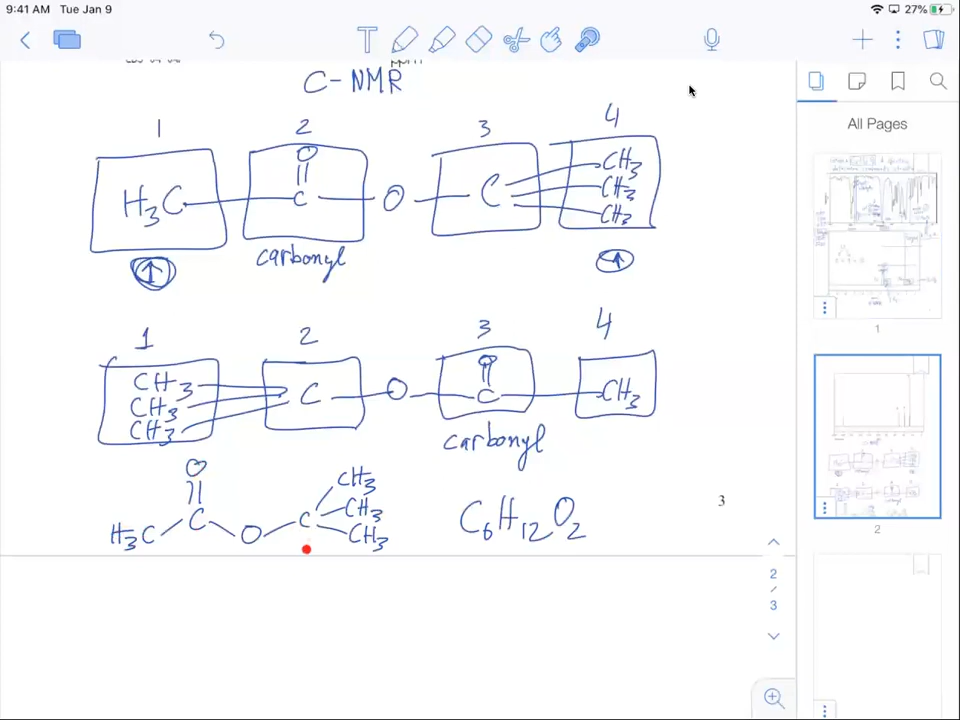 9:41 AM Tue Jan 9
27%
T
C-NMR
1 2 3 4
O
H3C C O C CH3
CH3
CH3
carbonyl
1 2 3 4
O
CH3 C O C CH3
CH3
CH3
carbonyl
O
CH3
H3C C O C CH3
CH3
C6H12O2
3
2
/
3
All Pages
1
2